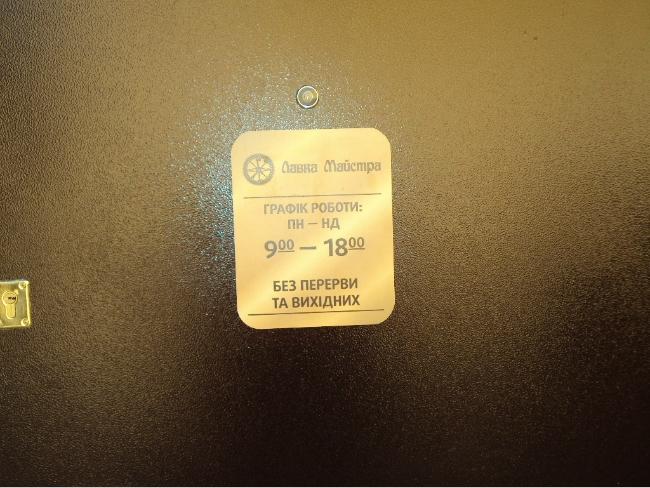 Лавка Майстра
ГРАФІК РОБОТИ:
ПН – НД
9⁰⁰ – 18⁰⁰
БЕЗ ПЕРЕРВИ
ТА ВИХІДНИХ